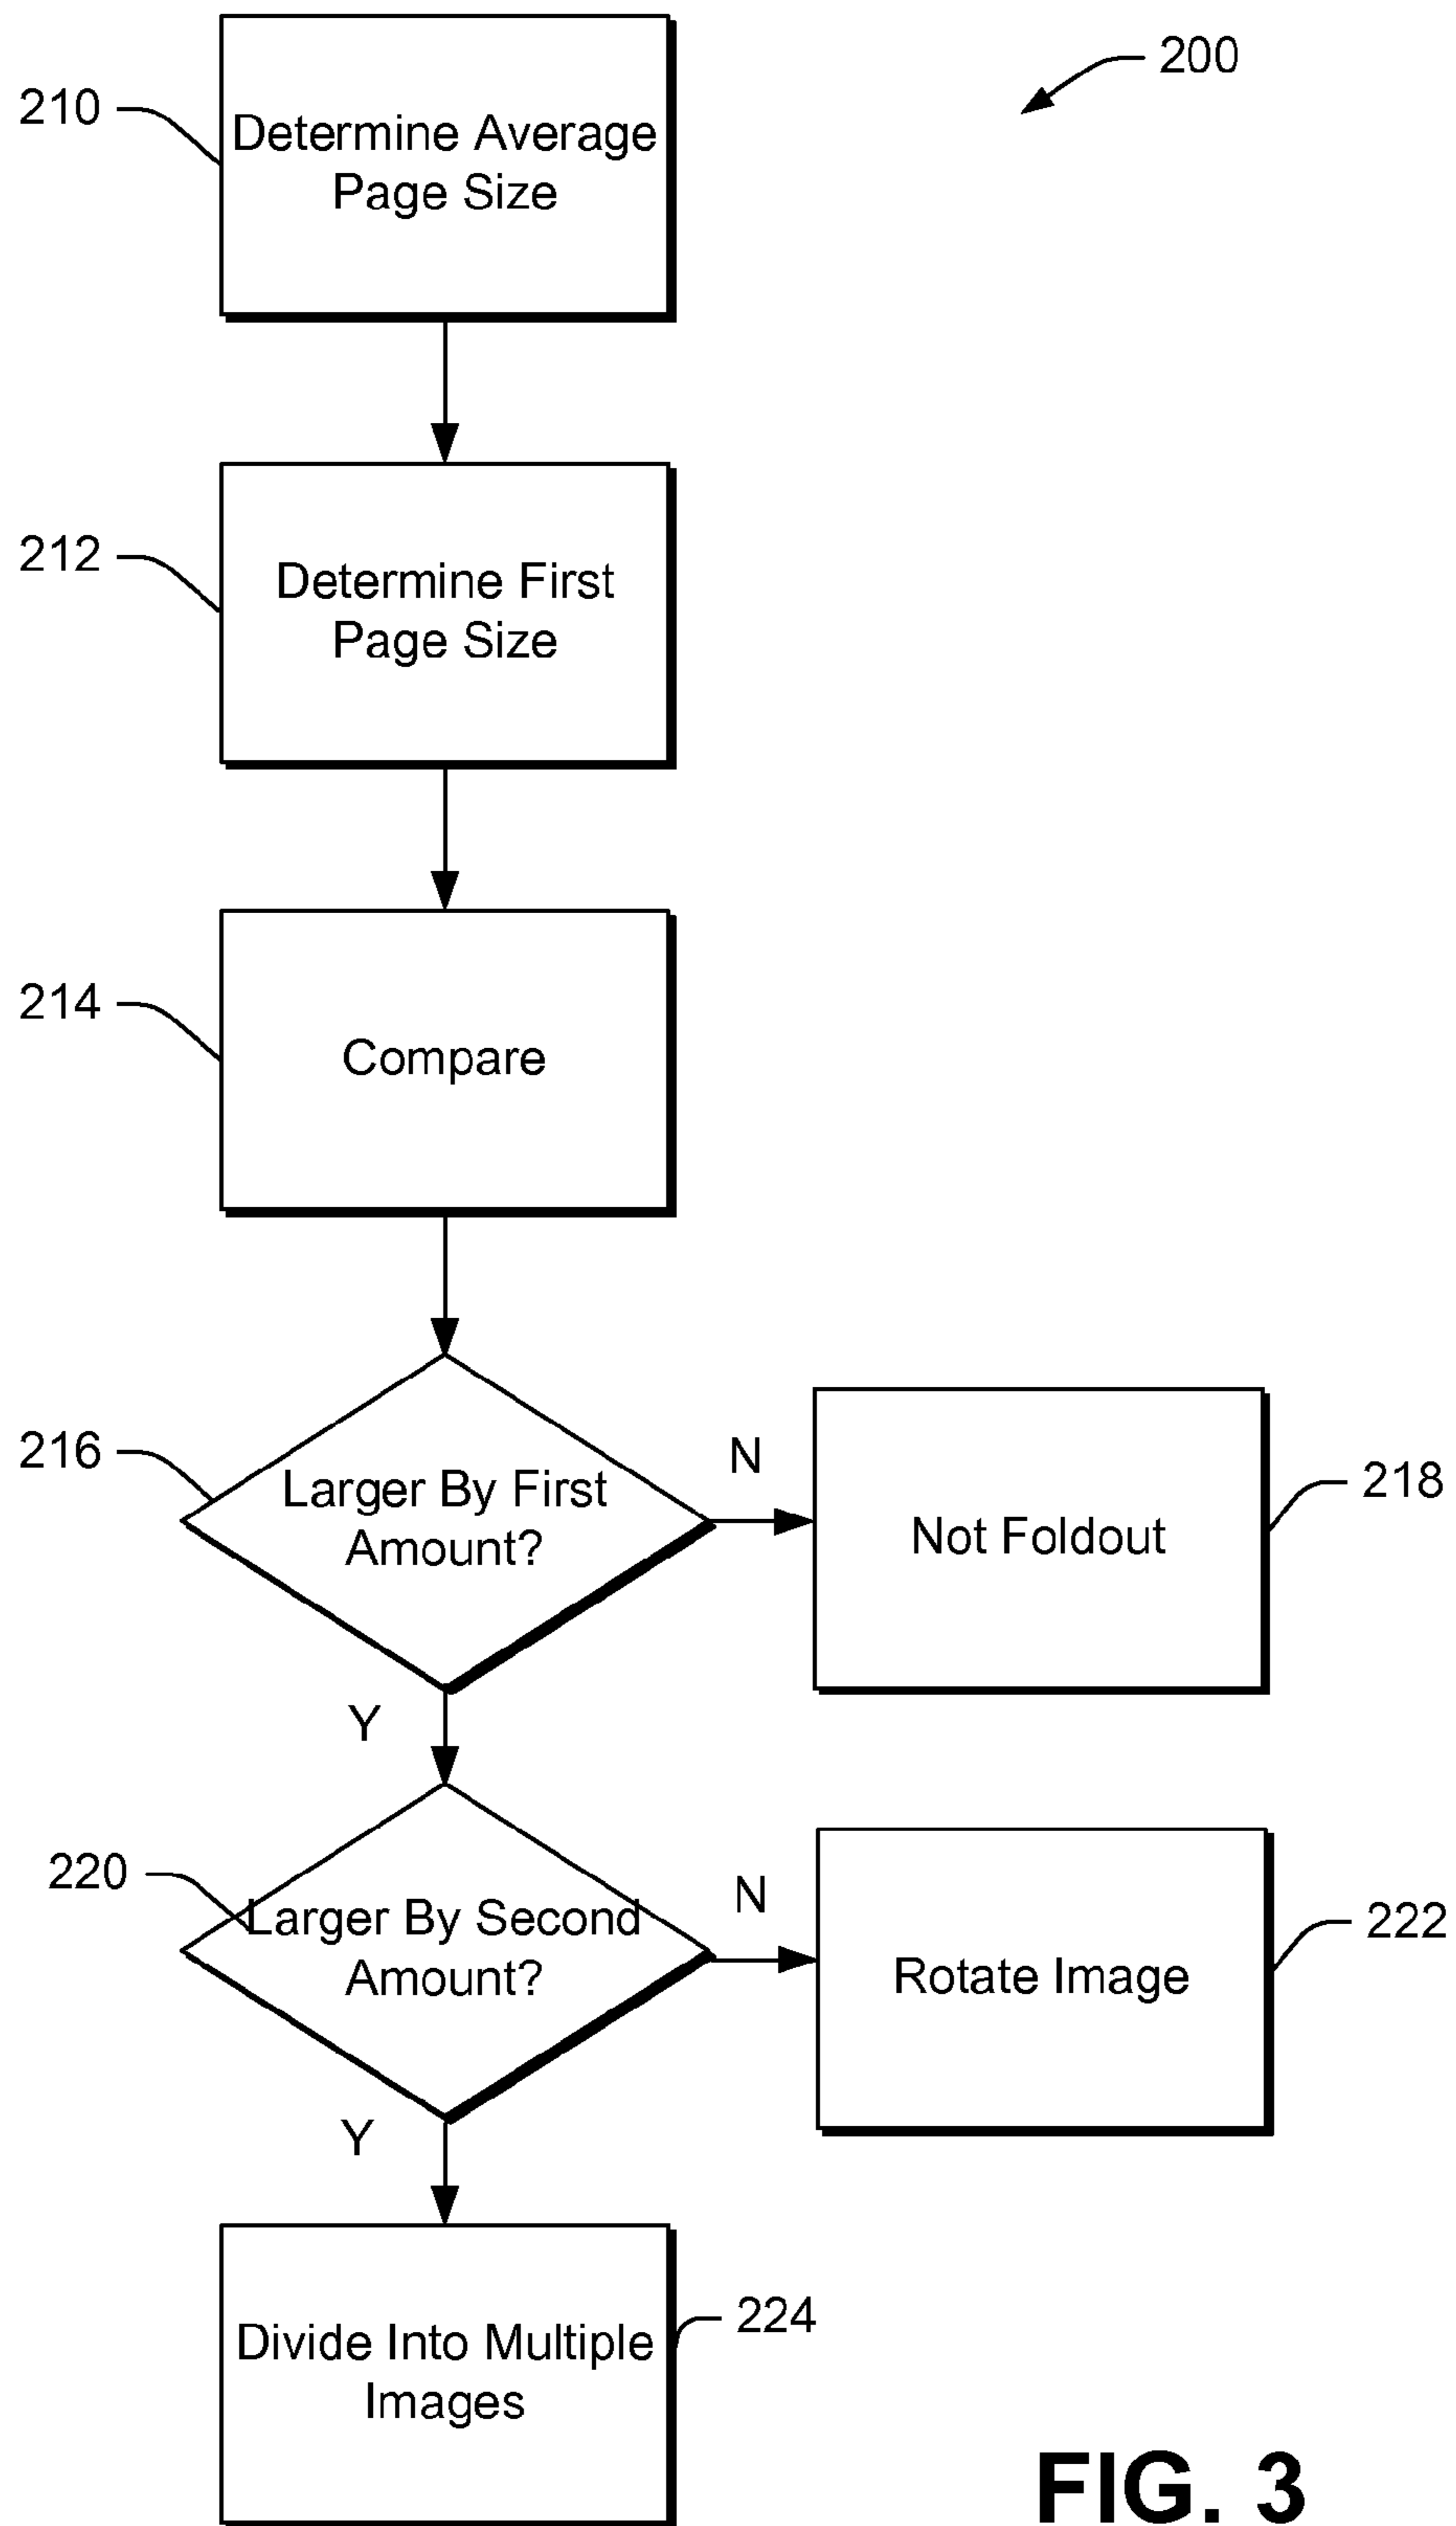 200
210
Determine Average
Page Size
212
Determine First
Page Size
214
Compare
216
Larger By First
Amount?
N
Not Foldout
218
Y
220
Larger By Second
Amount?
N
Rotate Image
222
Y
Divide Into Multiple
Images
224
FIG. 3